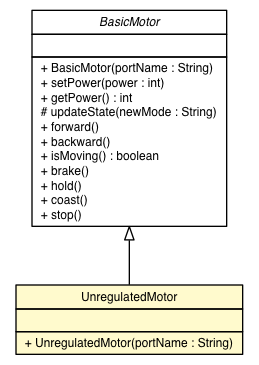 BasicMotor
+ BasicMotor(portName : String)
+ setPower(power : int)
+ getPower() : int
# updateState(newMode : String)
+ forward()
+ backward()
+ isMoving() : boolean
+ brake()
+ hold()
+ coast()
+ stop()
UnregulatedMotor
+ UnregulatedMotor(portName : String)